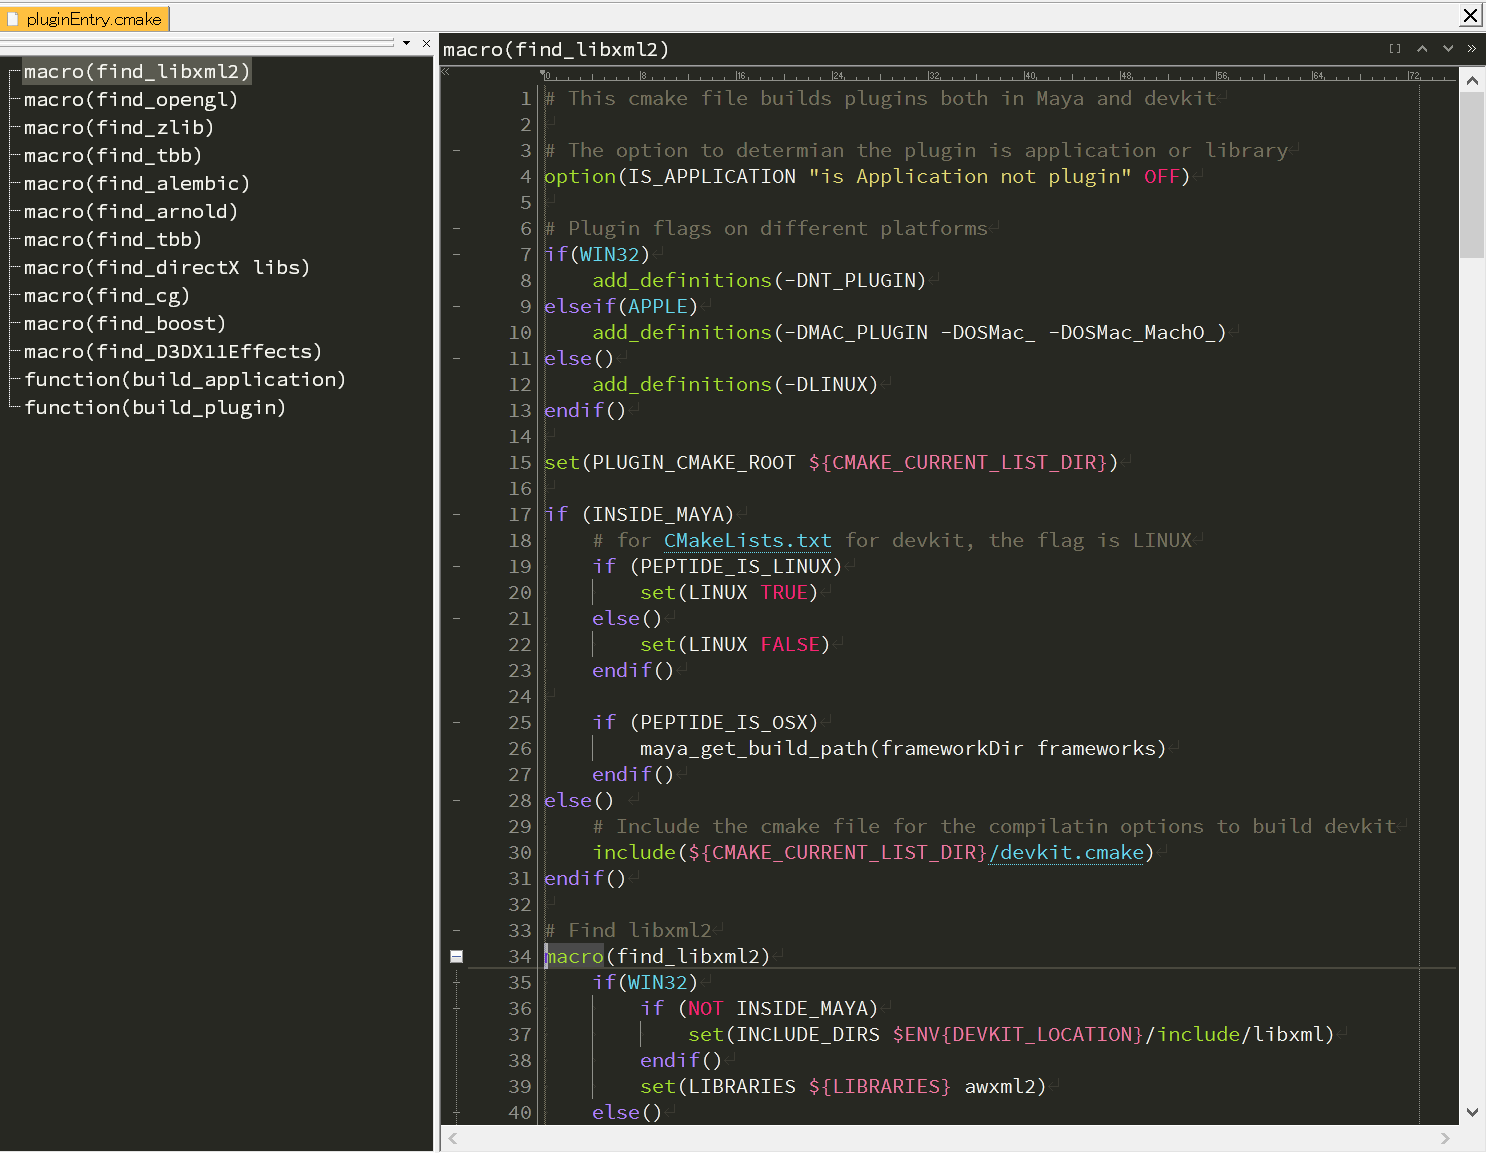 pluginEntry.cmake
macro(find_libxml2)
macro(find_opengl)
macro(find_zlib)
macro(find_tbb)
macro(find_alembic)
macro(find_arnold)
macro(find_tbb)
macro(find_directX libs)
macro(find_cg)
macro(find_boost)
macro(find_D3DX11Effects)
function(build_application)
function(build_plugin)
macro(find_libxml2)
0 8 16 24 32 40 48 56 64 72
1 # This cmake file builds plugins both in Maya and devkit
2
3 # The option to determian the plugin is application or library
4 option(IS_APPLICATION "is Application not plugin" OFF)
5
6 # Plugin flags on different platforms
7 if(WIN32)
8     add_definitions(-DNT_PLUGIN)
9 elseif(APPLE)
10     add_definitions(-DMAC_PLUGIN -DOSMac_ -DOSMac_MachO_)
11 else()
12     add_definitions(-DLINUX)
13 endif()
14
15 set(PLUGIN_CMAKE_ROOT ${CMAKE_CURRENT_LIST_DIR})
16
17 if (INSIDE_MAYA)
18     # for CMakeLists.txt for devkit, the flag is LINUX
19     if (PEPTIDE_IS_LINUX)
20         set(LINUX TRUE)
21     else()
22         set(LINUX FALSE)
23     endif()
24
25     if (PEPTIDE_IS_OSX)
26         maya_get_build_path(frameworkDir frameworks)
27     endif()
28 else()
29     # Include the cmake file for the compilatin options to build devkit
30     include(${CMAKE_CURRENT_LIST_DIR}/devkit.cmake)
31 endif()
32
33 # Find libxml2
34 macro(find_libxml2)
35     if(WIN32)
36         if (NOT INSIDE_MAYA)
37             set(INCLUDE_DIRS $ENV{DEVKIT_LOCATION}/include/libxml)
38         endif()
39         set(LIBRARIES ${LIBRARIES} awxml2)
40     else()